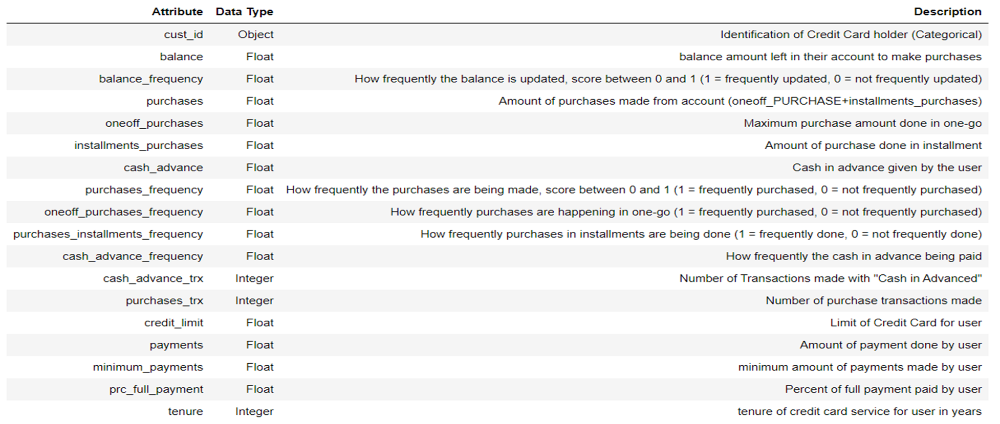 Attribute Data Type Description
cust_id Object Identification of Credit Card holder (Categorical)
balance Float balance amount left in their account to make purchases
balance_frequency Float How frequently the balance is updated, score between 0 and 1 (1 = frequently updated, 0 = not frequently updated)
purchases Float Amount of purchases made from account (oneoff_PURCHASE+installments_purchases)
oneoff_purchases Float Maximum purchase amount done in one-go
installments_purchases Float Amount of purchase done in installment
cash_advance Float Cash in advance given by the user
purchases_frequency Float How frequently the purchases are being made, score between 0 and 1 (1 = frequently purchased, 0 = not frequently purchased)
oneoff_purchases_frequency Float How frequently purchases are happening in one-go (1 = frequently purchased, 0 = not frequently purchased)
purchases_installments_frequency Float How frequently purchases in installments are being done (1 = frequently done, 0 = not frequently done)
cash_advance_frequency Float How frequently the cash in advance being paid
cash_advance_trx Integer Number of Transactions made with "Cash in Advanced"
purchases_trx Integer Number of purchase transactions made
credit_limit Float Limit of Credit Card for user
payments Float Amount of payment done by user
minimum_payments Float minimum amount of payments made by user
prc_full_payment Float Percent of full payment paid by user
tenure Integer tenure of credit card service for user in years